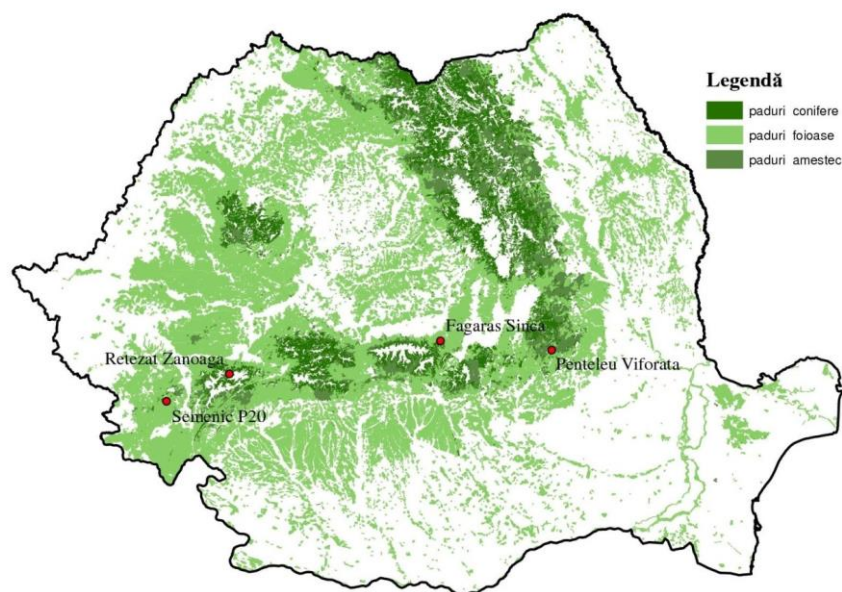 Legendă
paduri conifere
paduri foioase
paduri amestec
Fagaras Sinca
Retezat Zanoaga
Penteleu Viforata
Semenic P20